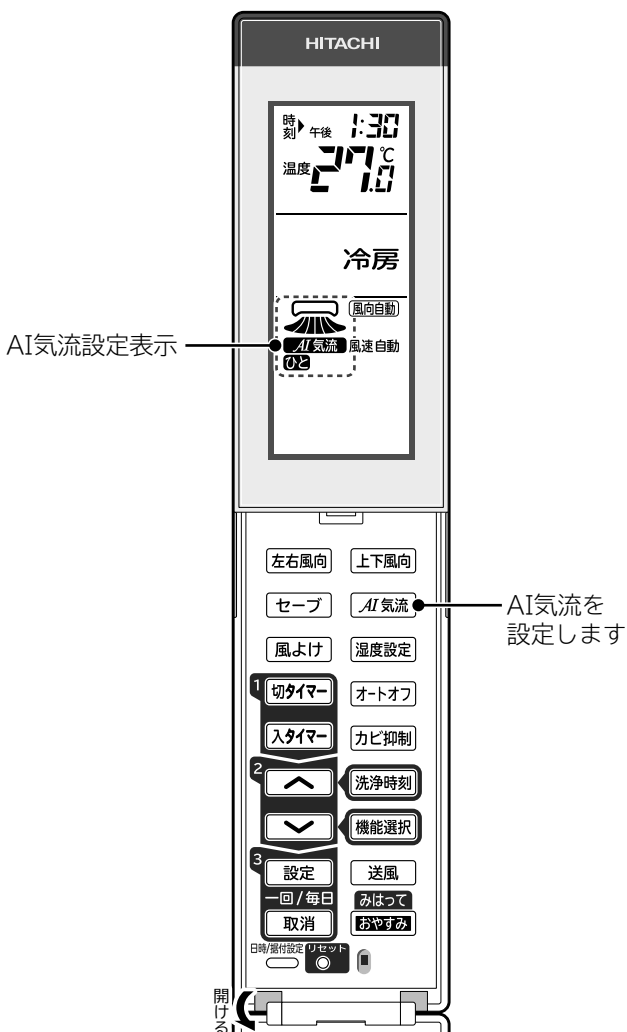 HITACHI
時刻 午後 1:30
温度 27.0℃
冷房
風向自動
AI気流設定表示
AI気流 風速自動
ひと
左右風向 上下風向
セーブ AI気流
AI気流を
設定します
風よけ 湿度設定
1 切タイマー オートオフ
入タイマー カビ抑制
2 洗浄時刻
機能選択
3 設定 送風
一回/毎日 みはって
取消 おやすみ
日時/据付設定 リセット
開ける